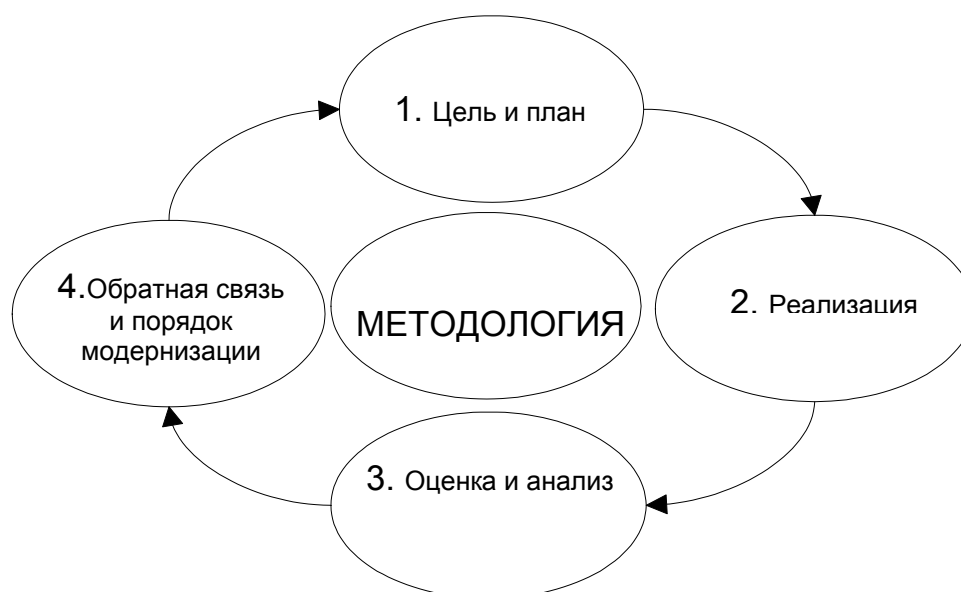 1. Цель и план
2. Реализация
3. Оценка и анализ
4.Обратная связь
и порядок
модернизации
МЕТОДОЛОГИЯ